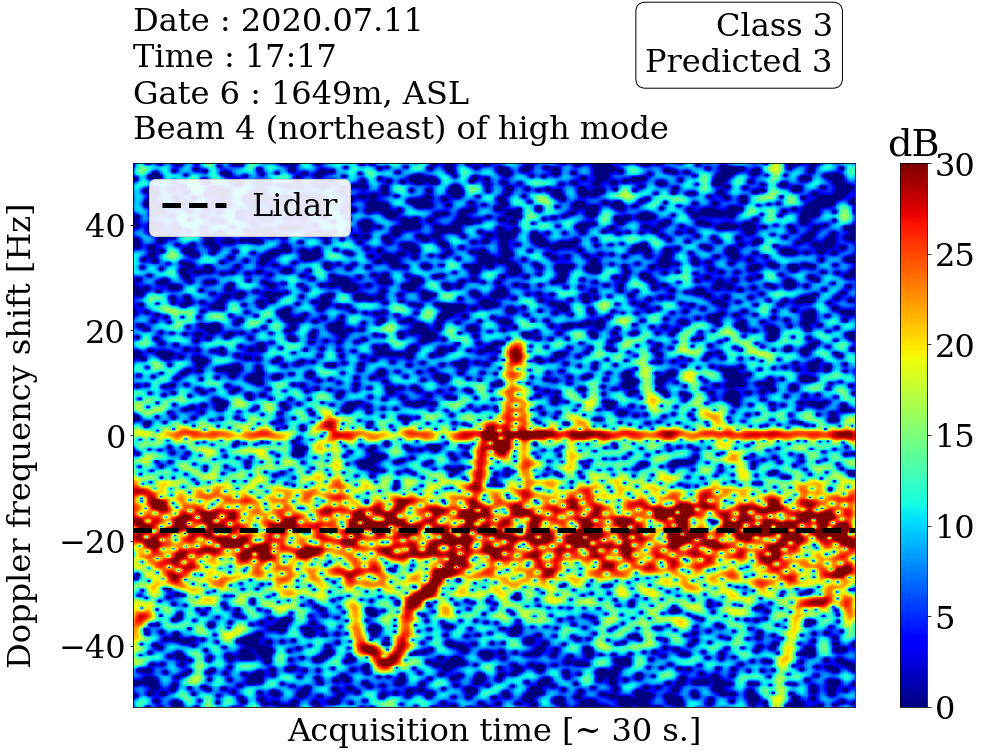 Date : 2020.07.11
Time : 17:17
Gate 6 : 1649m, ASL
Beam 4 (northeast) of high mode
Class 3
Predicted 3
dB
Lidar
Doppler frequency shift [Hz]
40
20
0
−20
−40
30
25
20
15
10
5
0
Acquisition time [~ 30 s.]